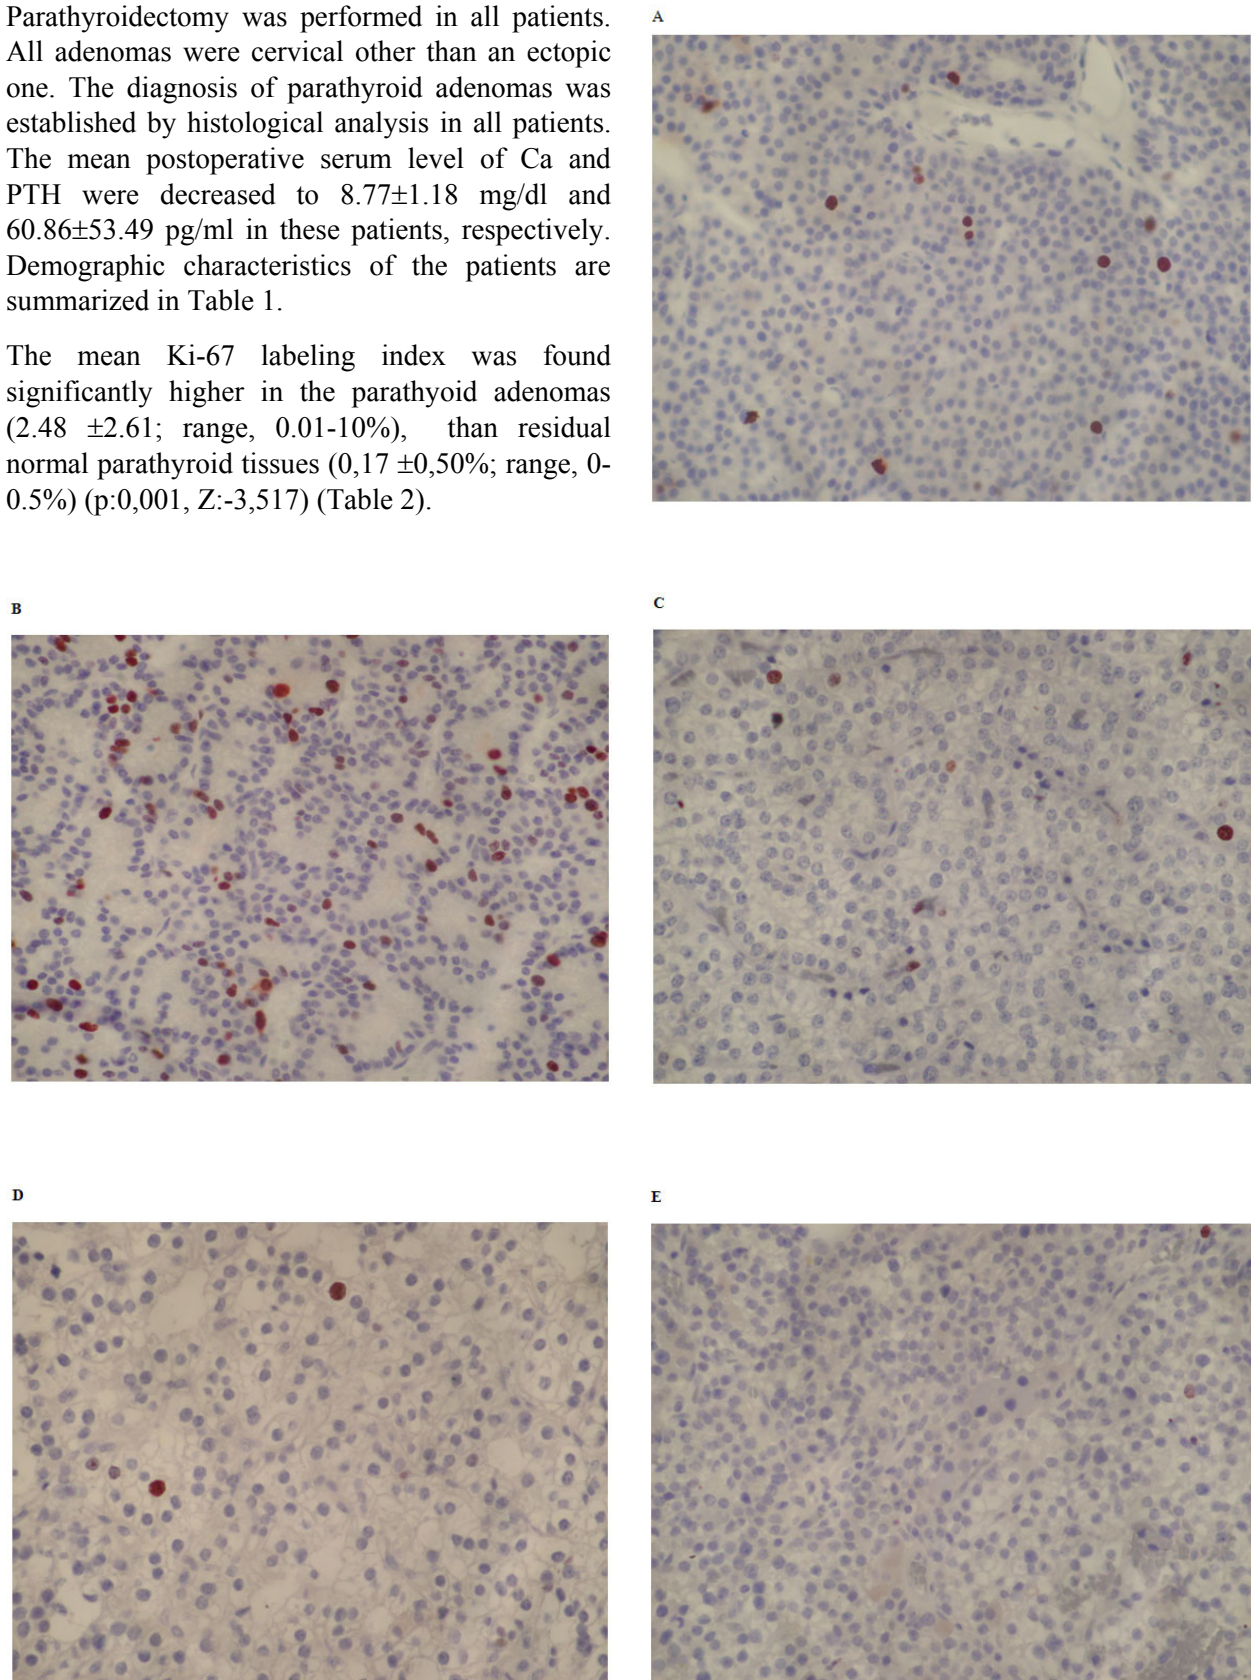 Parathyroidectomy was performed in all patients.
All adenomas were cervical other than an ectopic
one. The diagnosis of parathyroid adenomas was
established by histological analysis in all patients.
The mean postoperative serum level of Ca and
PTH were decreased to 8.77±1.18 mg/dl and
60.86±53.49 pg/ml in these patients, respectively.
Demographic characteristics of the patients are
summarized in Table 1.
The mean Ki-67 labeling index was found
significantly higher in the parathyoid adenomas
(2.48 ±2.61; range, 0.01-10%), than residual
normal parathyroid tissues (0,17 ±0,50%; range, 0-
0.5%) (p:0,001, Z:-3,517) (Table 2).
A
B
C
D
E